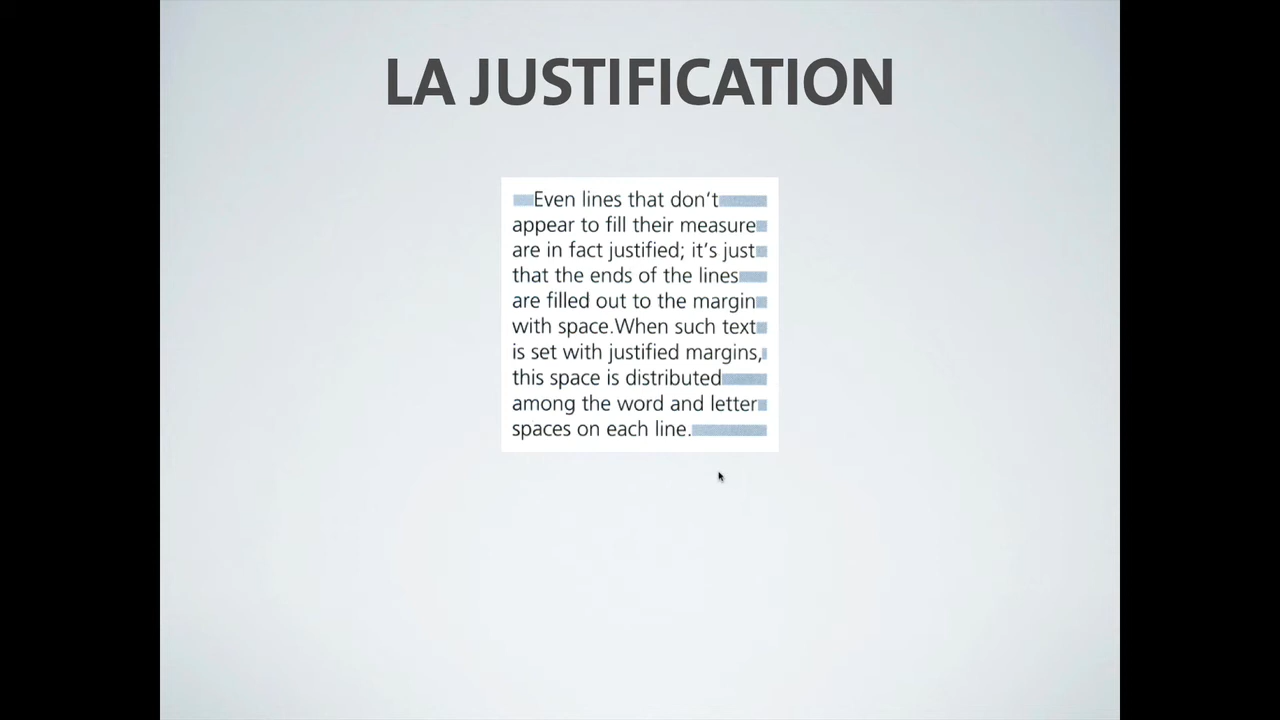 LA JUSTIFICATION
Even lines that don't
appear to fill their measure
are in fact justified; it's just
that the ends of the lines
are filled out to the margin
with space.When such text
is set with justified margins,
this space is distributed
among the word and letter
spaces on each line.